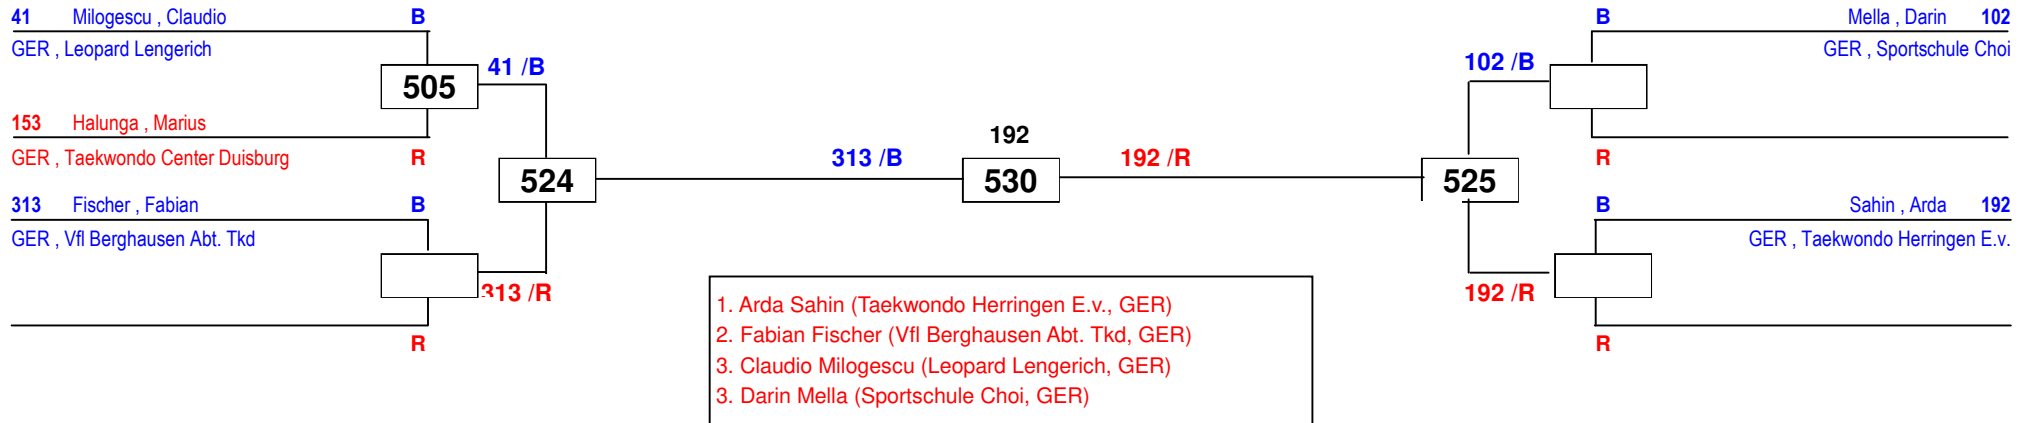 41 Milogescu , Claudio B
GER , Leopard Lengerich
505
41 /B
153 Halunga , Marius
GER , Taekwondo Center Duisburg R
524
313 Fischer , Fabian B
GER , Vfl Berghausen Abt. Tkd
313 /R
R
313 /B
192
530
192 /R
B Mella , Darin 102
GER , Sportschule Choi
102 /B
R
525
B Sahin , Arda 192
GER , Taekwondo Herringen E.v.
192 /R
R
1. Arda Sahin (Taekwondo Herringen E.v., GER)
2. Fabian Fischer (Vfl Berghausen Abt. Tkd, GER)
3. Claudio Milogescu (Leopard Lengerich, GER)
3. Darin Mella (Sportschule Choi, GER)